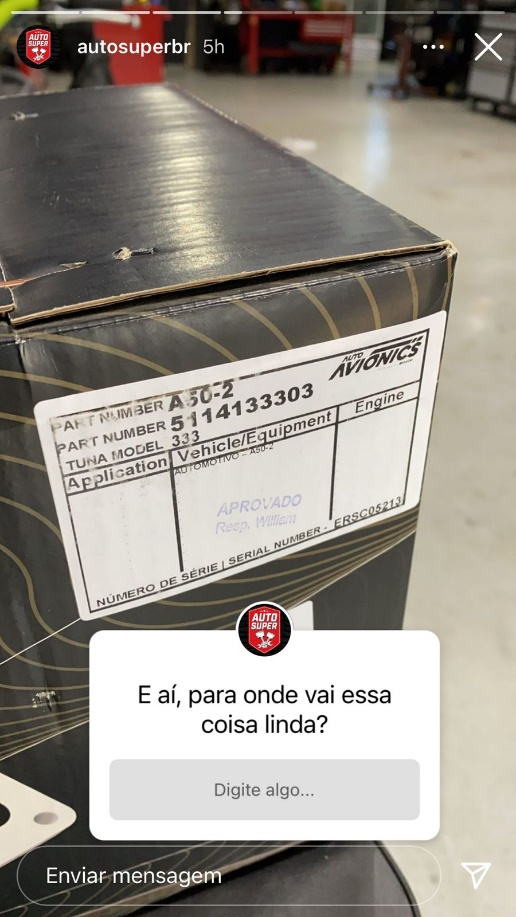 autosuperbr 5h
AUTO
SUPER
AUTO
AVIONICS
PART NUMBER A50-2
PART NUMBER 5114133303
TUNA MODEL 333
Application Vehicle/Equipment Engine
AUTOMOTIVO - A50-2
APROVADO
Resp. William
NÚMERO DE SÉRIE | SERIAL NUMBER - ERSC05213
AUTO
SUPER
E aí, para onde vai essa
coisa linda?
Digite algo...
Enviar mensagem